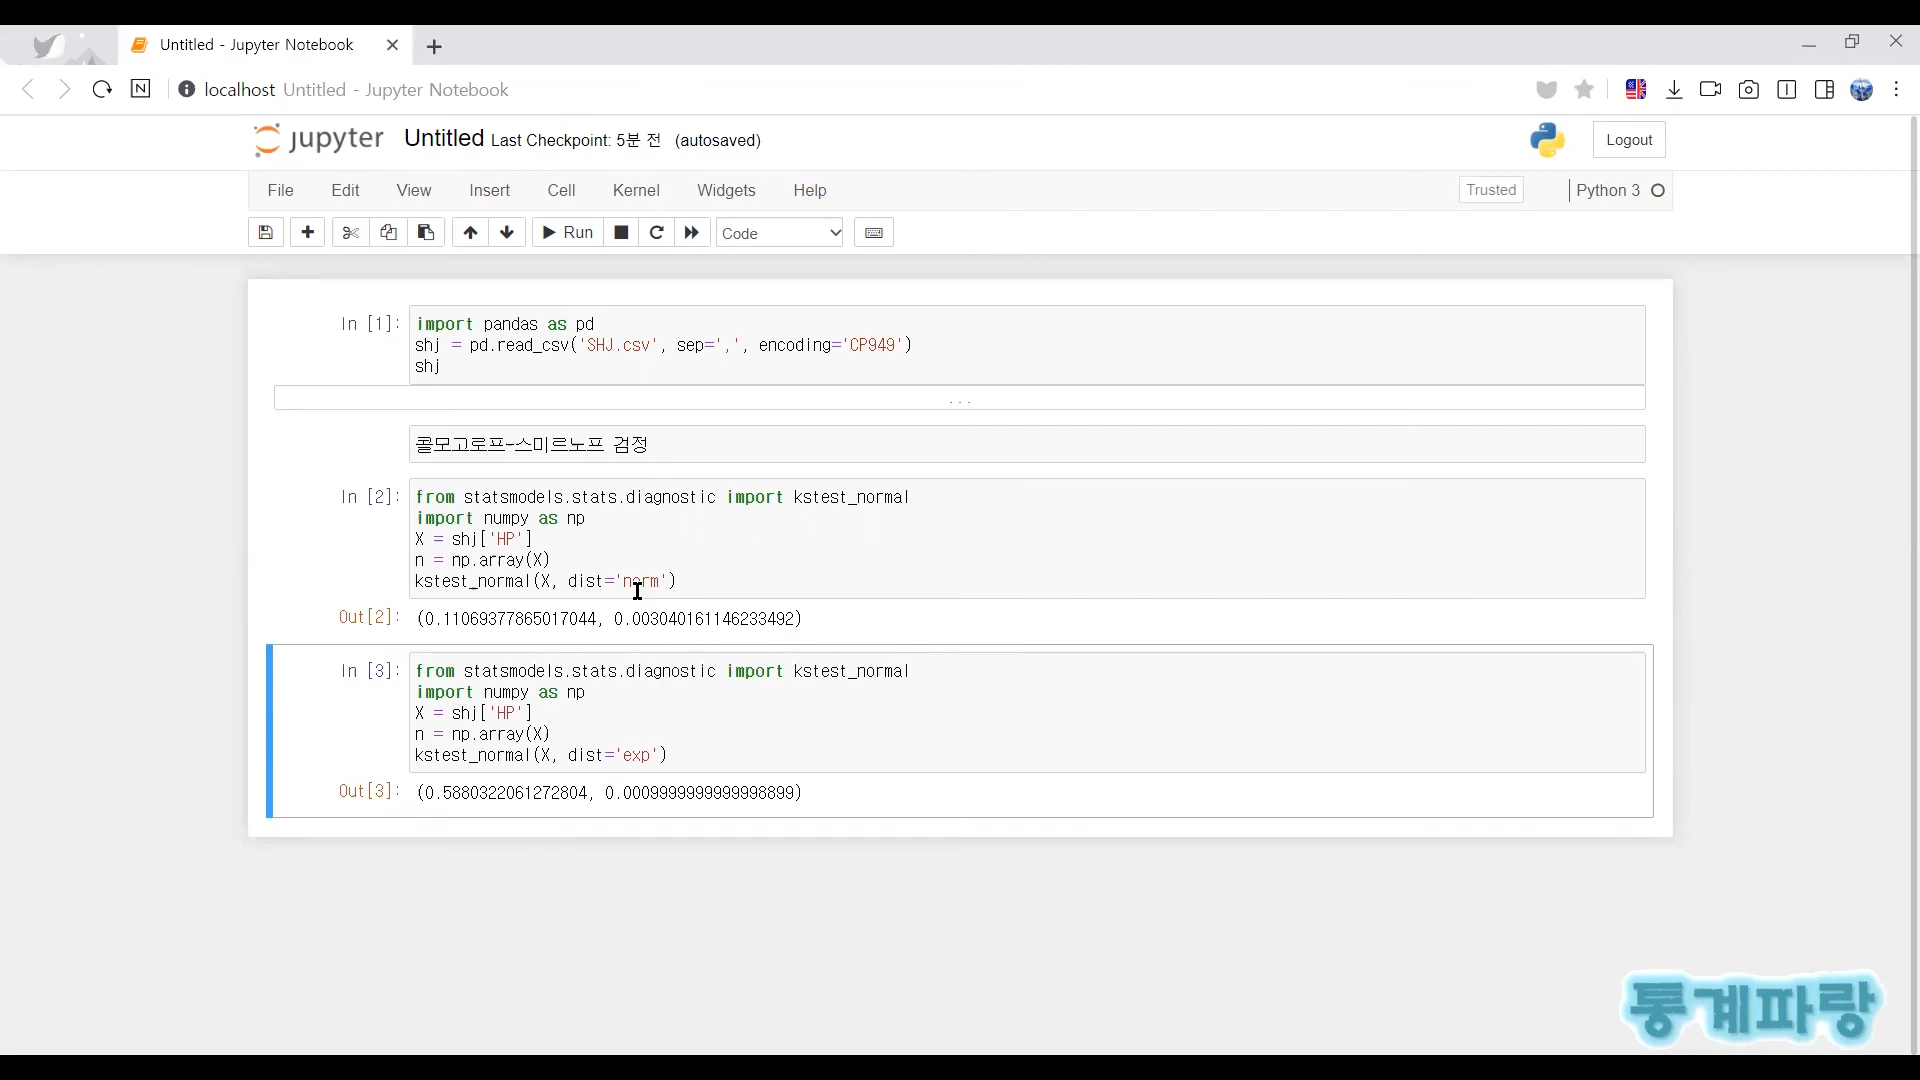 Untitled - Jupyter Notebook
localhost Untitled - Jupyter Notebook
jupyter Untitled Last Checkpoint: 5분 전 (autosaved)
Logout
File Edit View Insert Cell Kernel Widgets Help
Trusted Python 3
Run Code
In [1]: import pandas as pd
shj = pd.read_csv('SHJ.csv', sep=',', encoding='CP949')
shj
...
콜모고로프-스미르노프 검정
In [2]: from statsmodels.stats.diagnostic import kstest_normal
import numpy as np
X = shj['HP']
n = np.array(X)
kstest_normal(X, dist='norm')
Out[2]: (0.11069377865017044, 0.003040161146233492)
In [3]: from statsmodels.stats.diagnostic import kstest_normal
import numpy as np
X = shj['HP']
n = np.array(X)
kstest_normal(X, dist='exp')
Out[3]: (0.5880322061272804, 0.0009999999999998899)
통계파랑